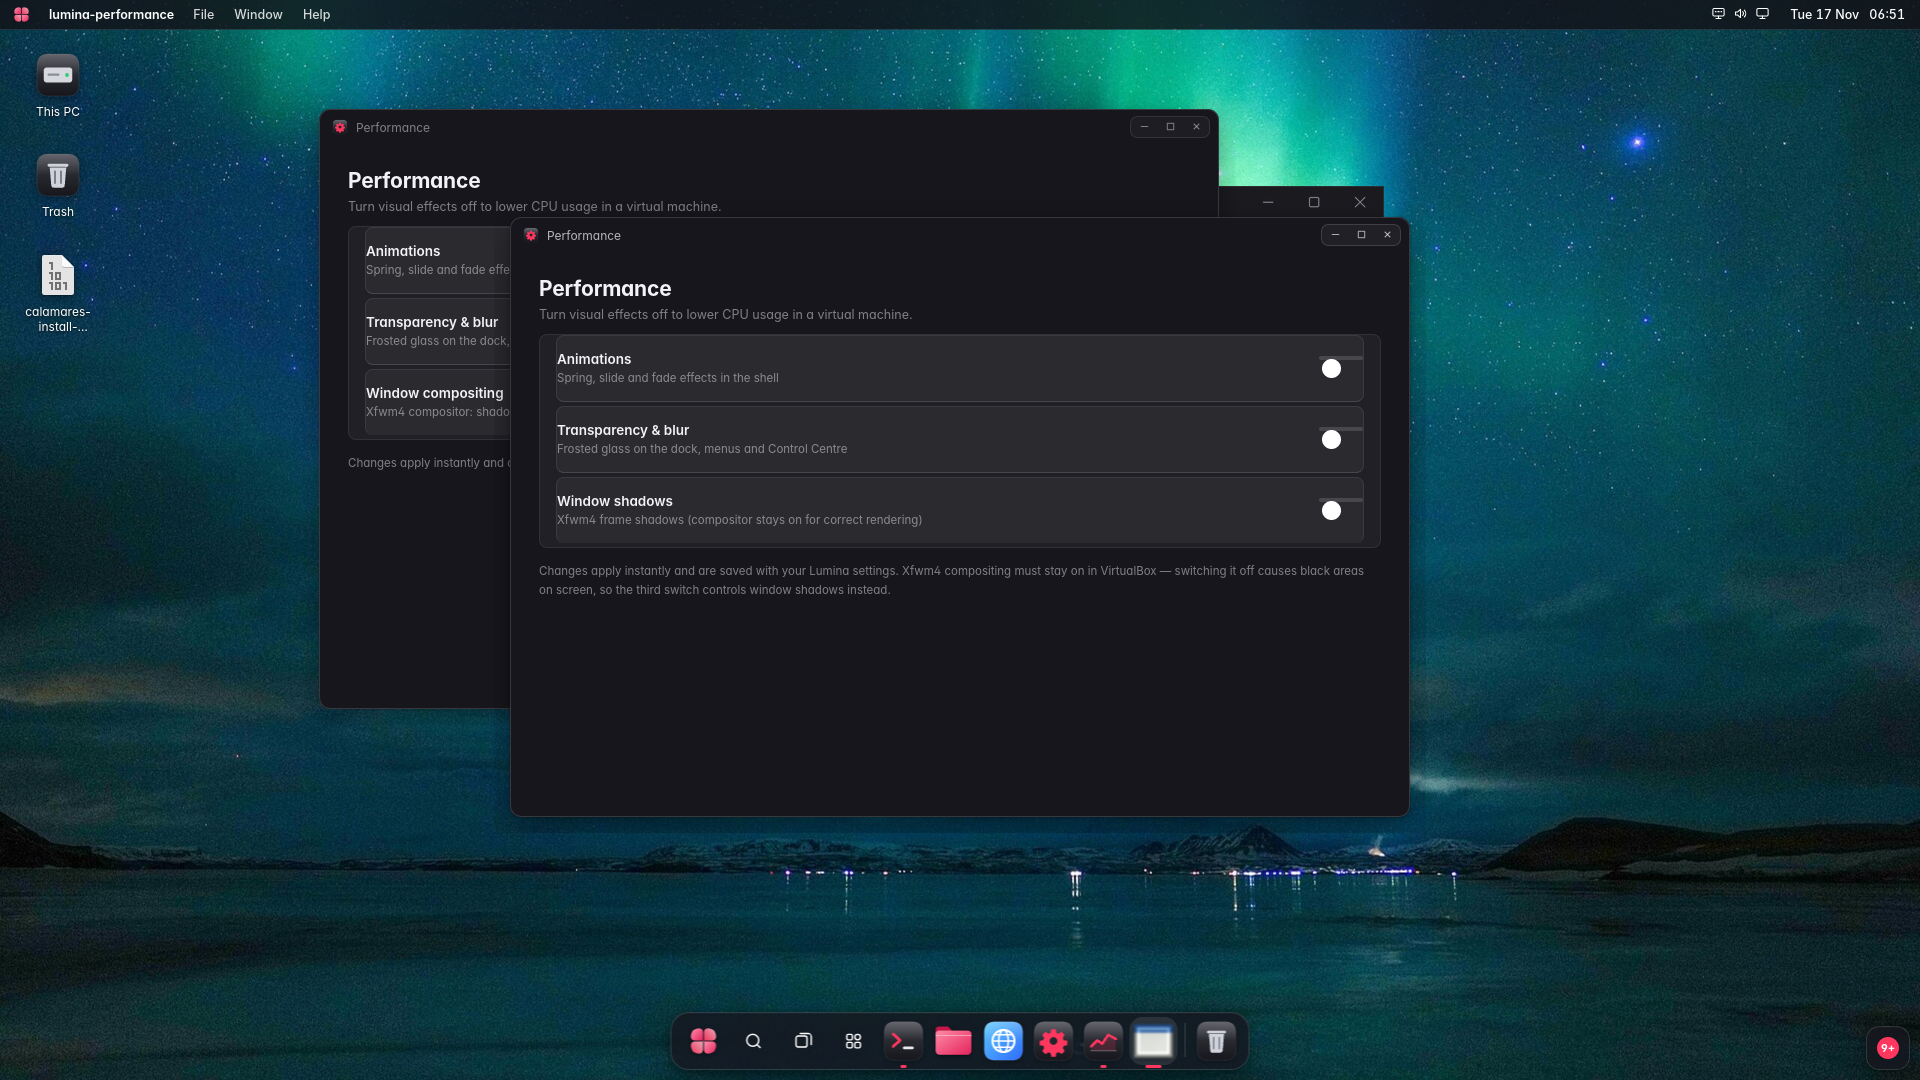 lumina-performance File Window Help
Tue 17 Nov 06:51
This PC
Trash
calamares-
install-...
Performance
Performance
Turn visual effects off to lower CPU usage in a virtual machine.
Animations
Spring, slide and fade effe
Transparency & blur
Frosted glass on the dock,
Window compositing
Xfwm4 compositor: shado
Changes apply instantly and
Performance
Performance
Turn visual effects off to lower CPU usage in a virtual machine.
Animations
Spring, slide and fade effects in the shell
Transparency & blur
Frosted glass on the dock, menus and Control Centre
Window shadows
Xfwm4 frame shadows (compositor stays on for correct rendering)
Changes apply instantly and are saved with your Lumina settings. Xfwm4 compositing must stay on in VirtualBox — switching it off causes black areas
on screen, so the third switch controls window shadows instead.
9+